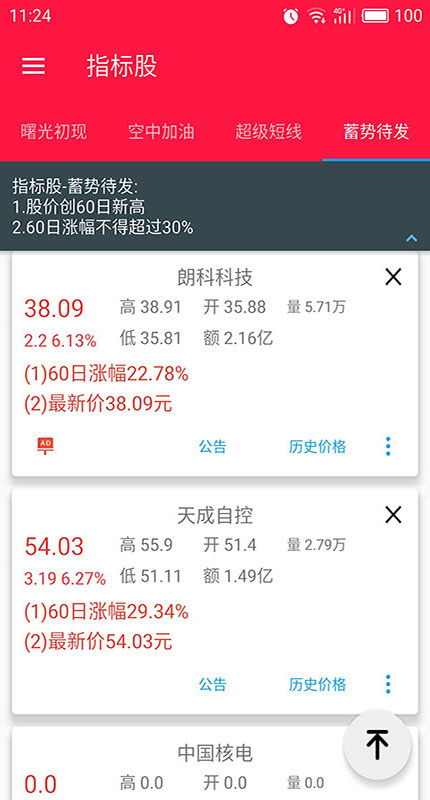 11:24
4G
100
指标股
曙光初现 空中加油 超级短线 蓄势待发
指标股-蓄势待发:
1.股价创60日新高
2.60日涨幅不得超过30%
朗科科技
38.09 高 38.91 开 35.88 量 5.71万
2.2 6.13% 低 35.81 额 2.16亿
(1)60日涨幅22.78%
(2)最新价38.09元
AD 公告 历史价格
天成自控
54.03 高 55.9 开 51.4 量 2.79万
3.19 6.27% 低 51.11 额 1.49亿
(1)60日涨幅29.34%
(2)最新价54.03元
公告 历史价格
中国核电
0.0 高 0.0 开 0.0 量 0.0